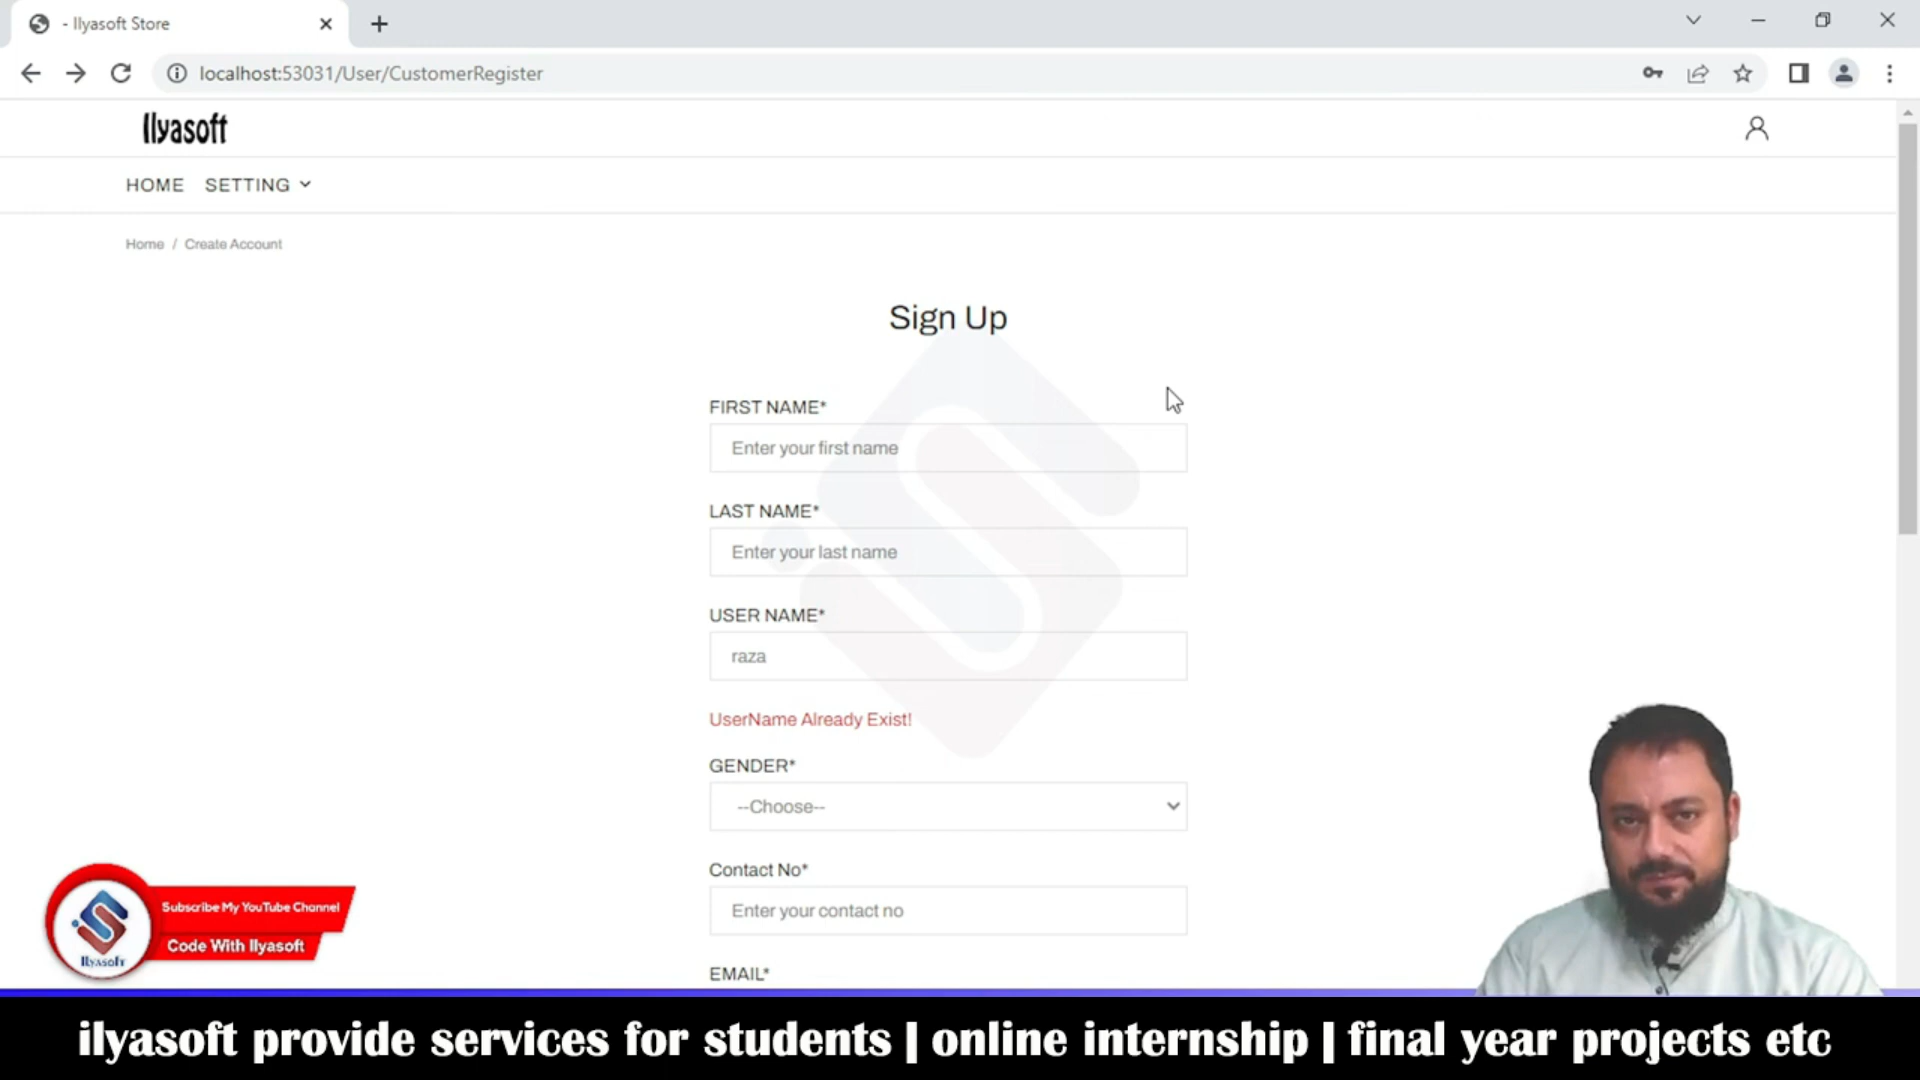 - Ilyasoft Store
localhost:53031/User/CustomerRegister
Ilyasoft
HOME SETTING
Home / Create Account
Sign Up
FIRST NAME*
Enter your first name
LAST NAME*
Enter your last name
USER NAME*
raza
UserName Already Exist!
GENDER*
--Choose--
Contact No*
Enter your contact no
EMAIL*
Subscribe My YouTube Channel
Code With Ilyasoft
Ilyasoft
ilyasoft provide services for students | online internship | final year projects etc